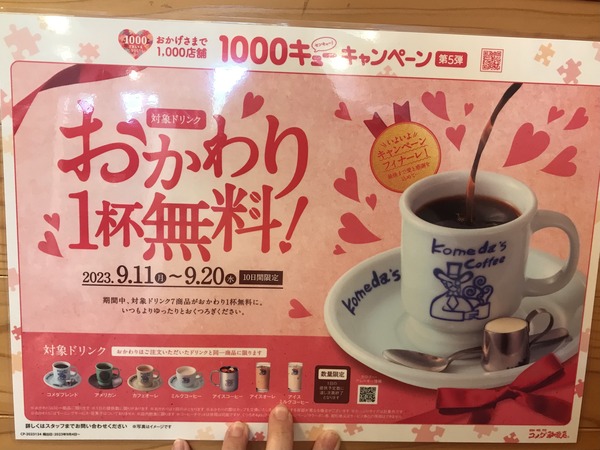 1000
おかげさまで
1,000店舗
1000キューキャンペーン
第5弾
対象ドリンク
おかわり
1杯無料!
いよいよ
キャンペーン
フィナーレ!
2023.9.11(月)~9.20(水) 10日間限定
期間中、対象ドリンク7商品がおかわり1杯無料に。
いつもよりゆったりとおくつろぎください。
Komeda's
Coffee
Komeda's
対象ドリンク
おかわりはご注文いただいたドリンクと同一商品に限ります
コメダブレンド
アメリカン
カフェオーレ
ミルクコーヒー
アイスコーヒー
アイスオーレ
アイス
ミルクコーヒー
数量限定
詳しくはスタッフまでお問い合わせください
※写真はイメージです